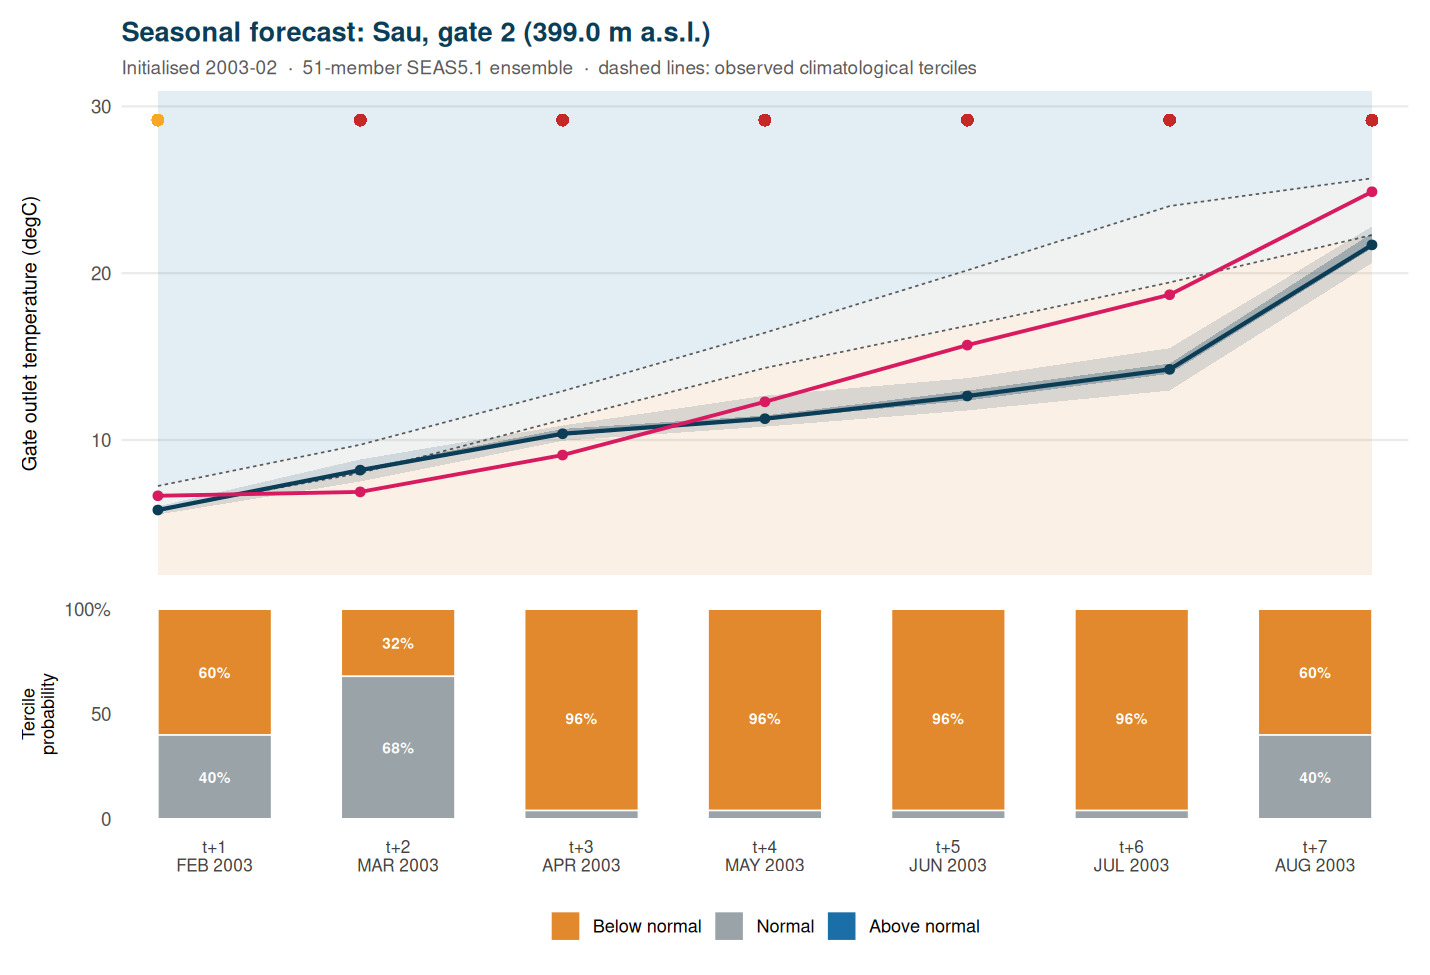 Seasonal forecast: Sau, gate 2 (399.0 m a.s.l.)
Initialised 2003-02 · 51-member SEAS5.1 ensemble · dashed lines: observed climatological terciles
Gate outlet temperature (degC)
30
20
10
Tercile
probability
100%
50
0
60%
40%
32%
68%
96%
96%
96%
96%
60%
40%
t+1
FEB 2003
t+2
MAR 2003
t+3
APR 2003
t+4
MAY 2003
t+5
JUN 2003
t+6
JUL 2003
t+7
AUG 2003
Below normal
Normal
Above normal